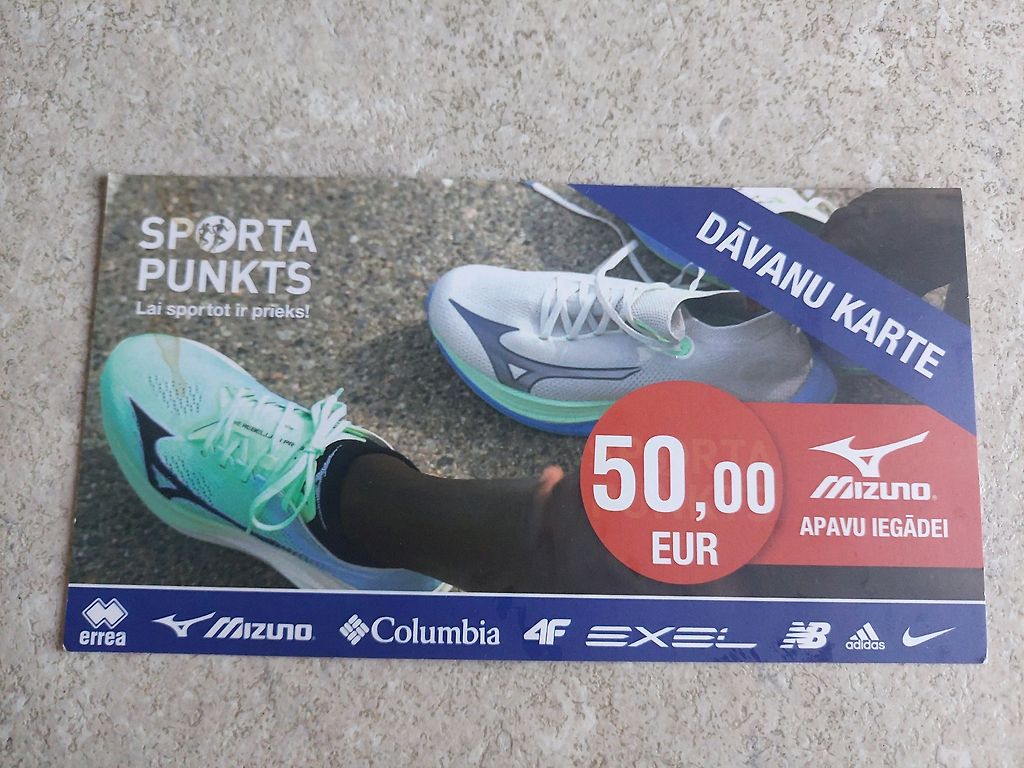 SPORTA
PUNKTS
Lai sportot ir prieks!
DĀVANU KARTE
50,00
EUR
MIZUNO
APAVU IEGĀDEI
errea
MIZUNO
Columbia
4F
EXEL
NB
adidas